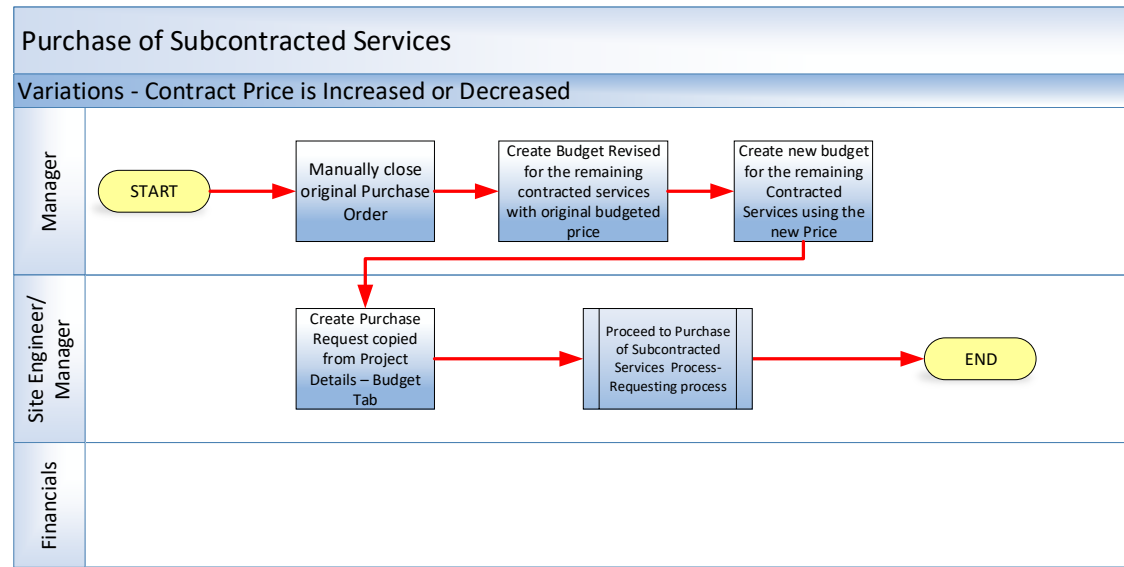 Purchase of Subcontracted Services
Variations - Contract Price is Increased or Decreased
Manager
START
Manually close
original Purchase
Order
Create Budget Revised
for the remaining
contracted services
with original budgeted
price
Create new budget
for the remaining
Contracted
Services using the
new Price
Site Engineer/
Manager
Create Purchase
Request copied
from Project
Details – Budget
Tab
Proceed to Purchase
of Subcontracted
Services Process-
Requesting process
END
Financials